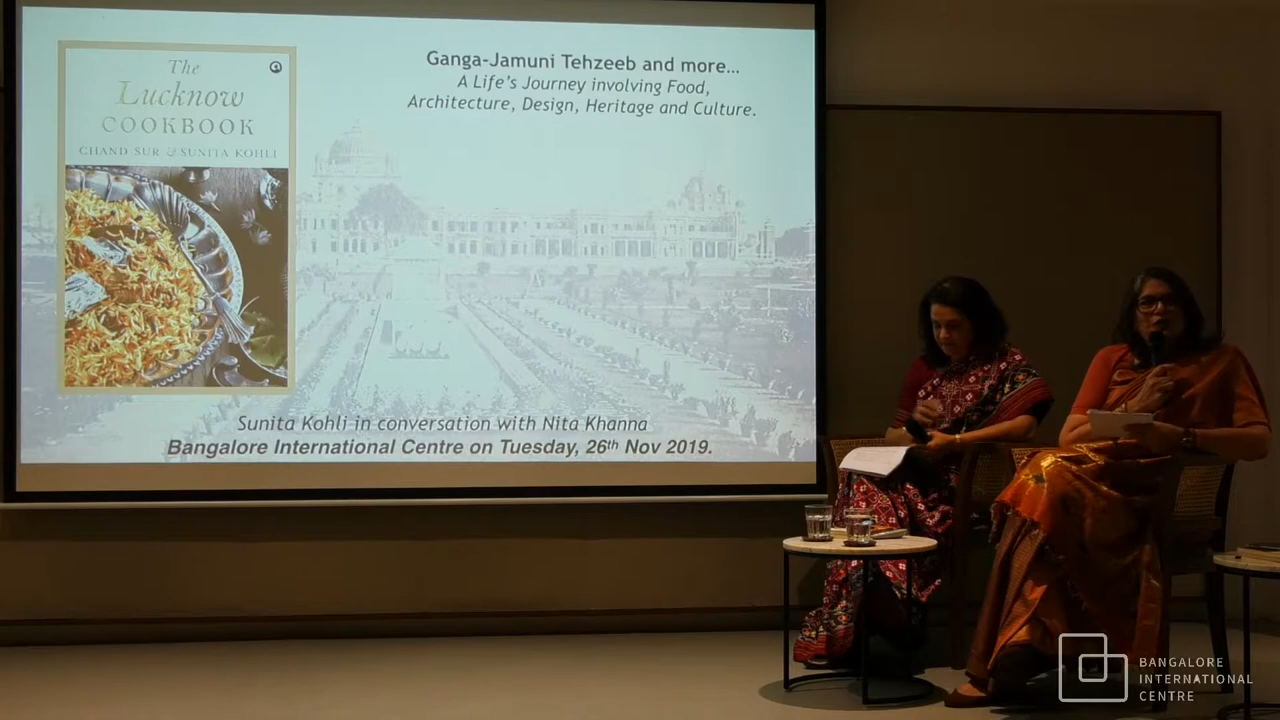 The
Lucknow
COOKBOOK
CHAND SUR & SUNITA KOHLI
Ganga-Jamuni Tehzeeb and more...
A Life's Journey involving Food,
Architecture, Design, Heritage and Culture.
Sunita Kohli in conversation with Nita Khanna
Bangalore International Centre on Tuesday, 26th Nov 2019.
BANGALORE
INTERNATIONAL
CENTRE